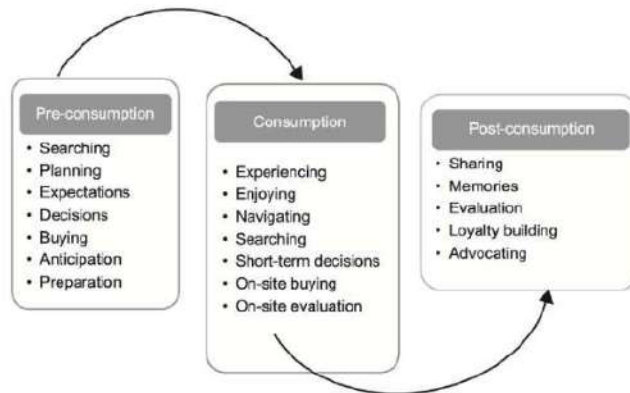 Pre-consumption
• Searching
• Planning
• Expectations
• Decisions
• Buying
• Anticipation
• Preparation
Consumption
• Experiencing
• Enjoying
• Navigating
• Searching
• Short-term decisions
• On-site buying
• On-site evaluation
Post-consumption
• Sharing
• Memories
• Evaluation
• Loyalty building
• Advocating